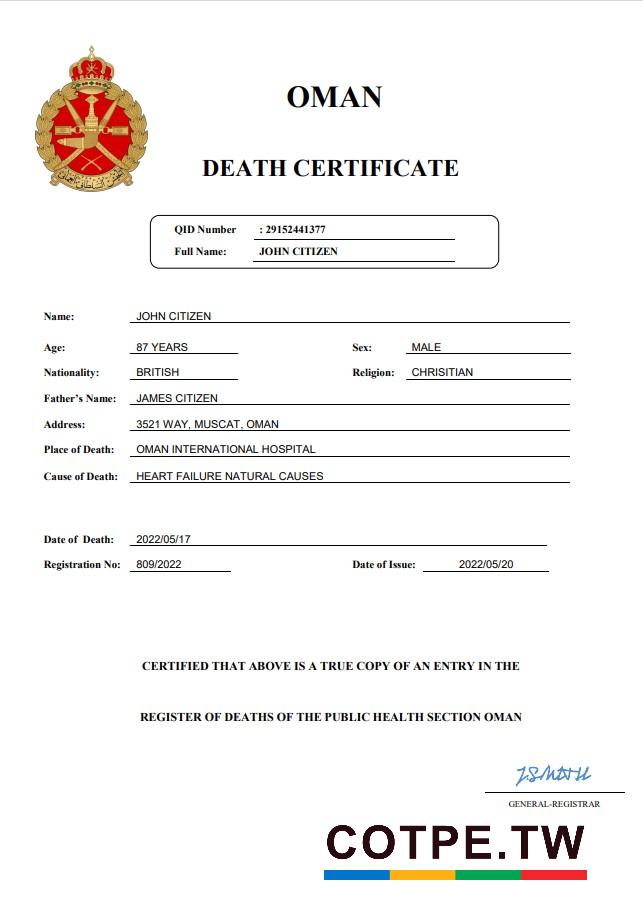 OMAN
DEATH CERTIFICATE
QID Number : 29152441377
Full Name: JOHN CITIZEN
Name: JOHN CITIZEN
Age: 87 YEARS Sex: MALE
Nationality: BRITISH Religion: CHRISITIAN
Father's Name: JAMES CITIZEN
Address: 3521 WAY, MUSCAT, OMAN
Place of Death: OMAN INTERNATIONAL HOSPITAL
Cause of Death: HEART FAILURE NATURAL CAUSES
Date of Death: 2022/05/17
Registration No: 809/2022 Date of Issue: 2022/05/20
CERTIFIED THAT ABOVE IS A TRUE COPY OF AN ENTRY IN THE
REGISTER OF DEATHS OF THE PUBLIC HEALTH SECTION OMAN
GENERAL-REGISTRAR
COTPE.TW